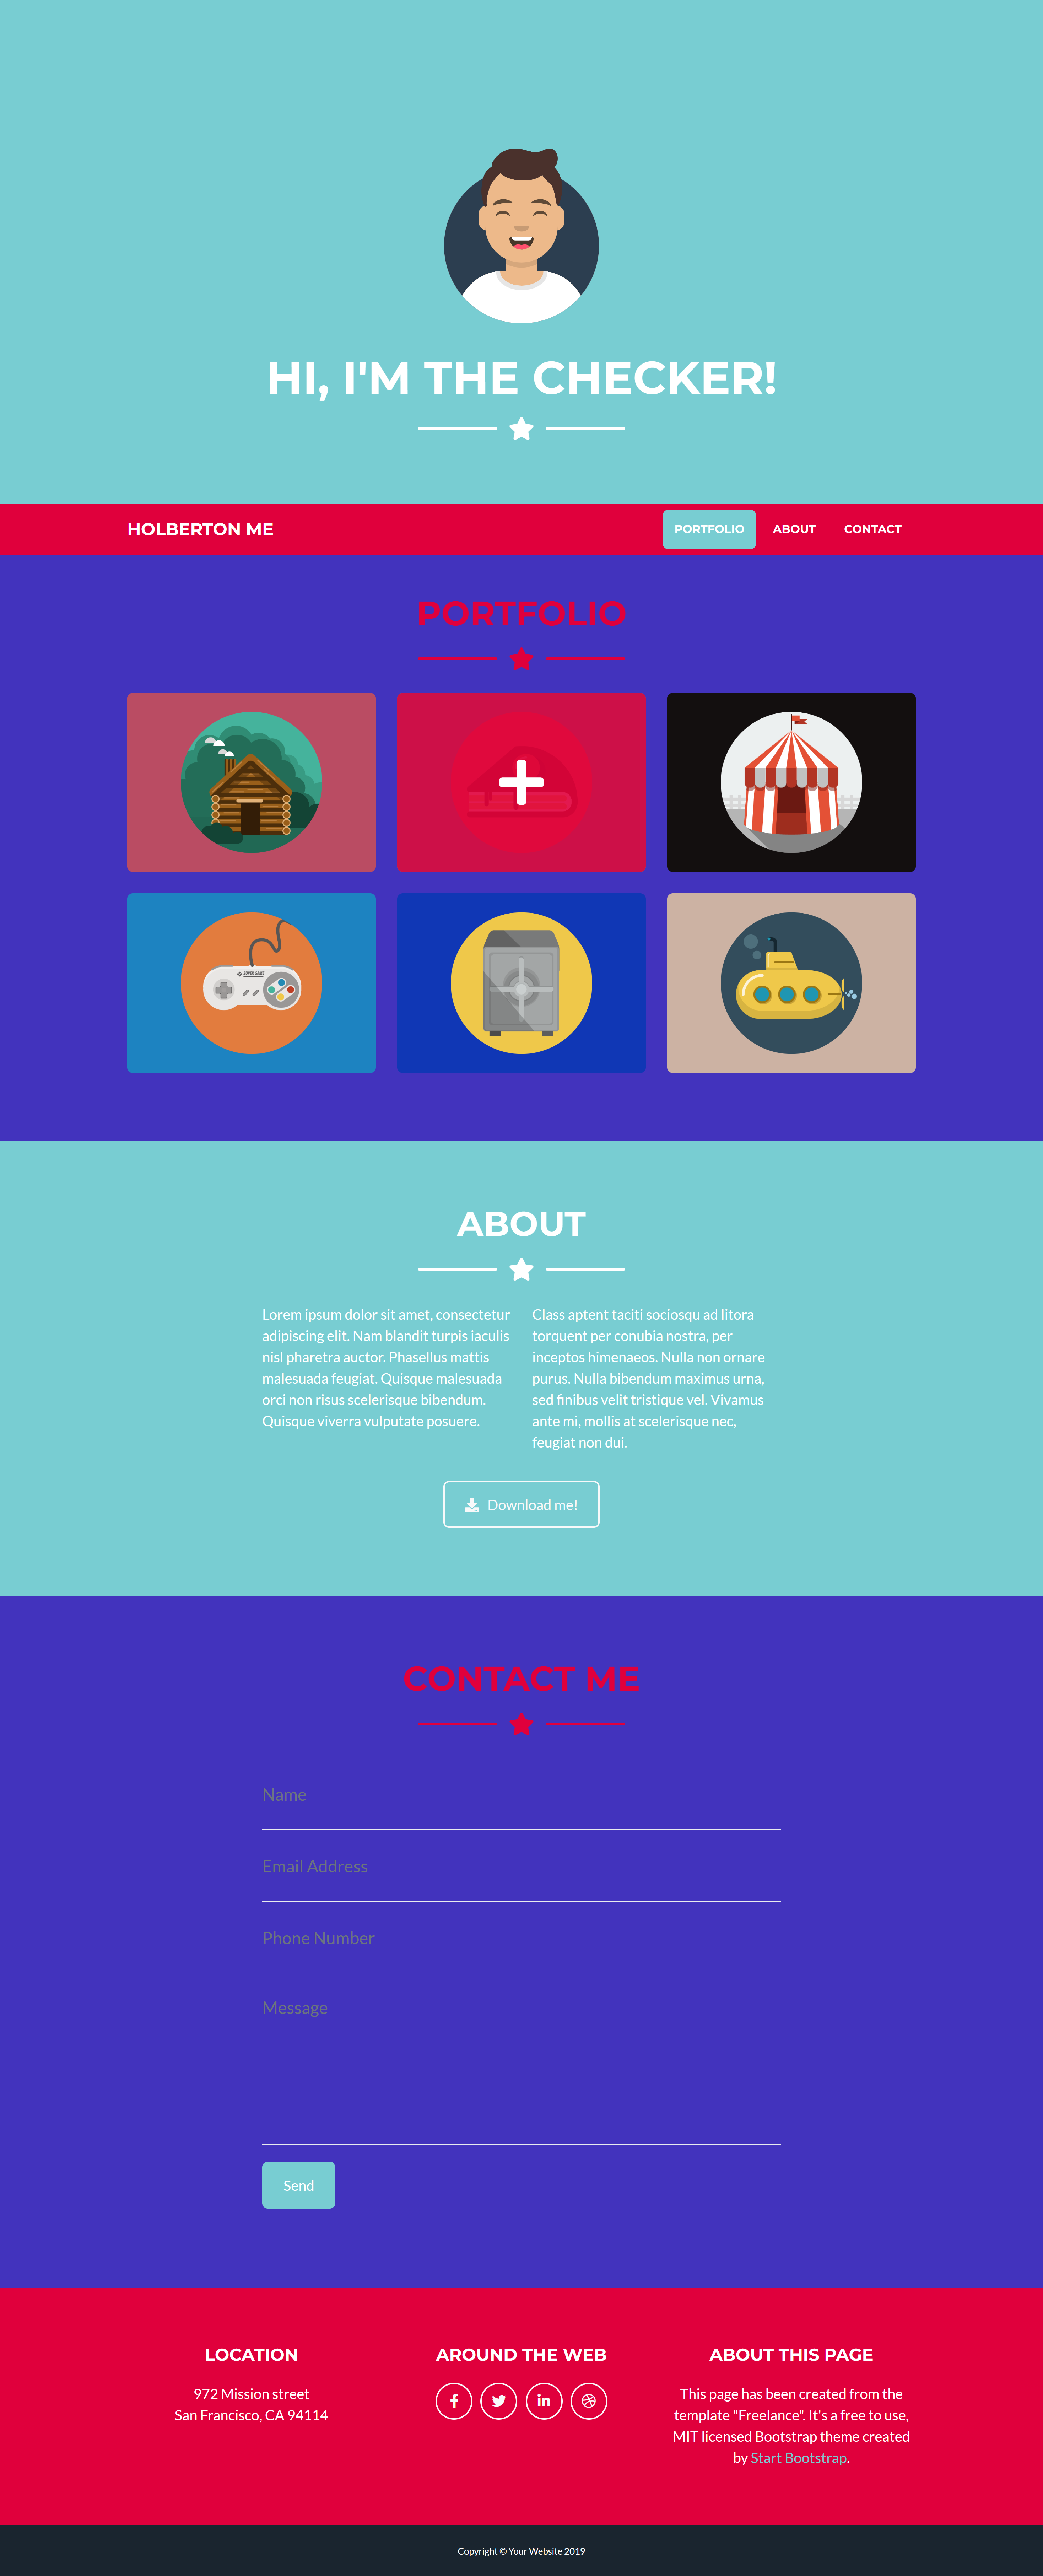 HI, I'M THE CHECKER!
HOLBERTON ME
PORTFOLIO
ABOUT
CONTACT
PORTFOLIO
SUPER GAME
ABOUT
Lorem ipsum dolor sit amet, consectetur
adipiscing elit. Nam blandit turpis iaculis
nisl pharetra auctor. Phasellus mattis
malesuada feugiat. Quisque malesuada
orci non risus scelerisque bibendum.
Quisque viverra vulputate posuere.
Class aptent taciti sociosqu ad litora
torquent per conubia nostra, per
inceptos himenaeos. Nulla non ornare
purus. Nulla bibendum maximus urna,
sed finibus velit tristique vel. Vivamus
ante mi, mollis at scelerisque nec,
feugiat non dui.
Download me!
CONTACT ME
Name
Email Address
Phone Number
Message
Send
LOCATION
972 Mission street
San Francisco, CA 94114
AROUND THE WEB
ABOUT THIS PAGE
This page has been created from the
template "Freelance". It's a free to use,
MIT licensed Bootstrap theme created
by Start Bootstrap.
Copyright © Your Website 2019